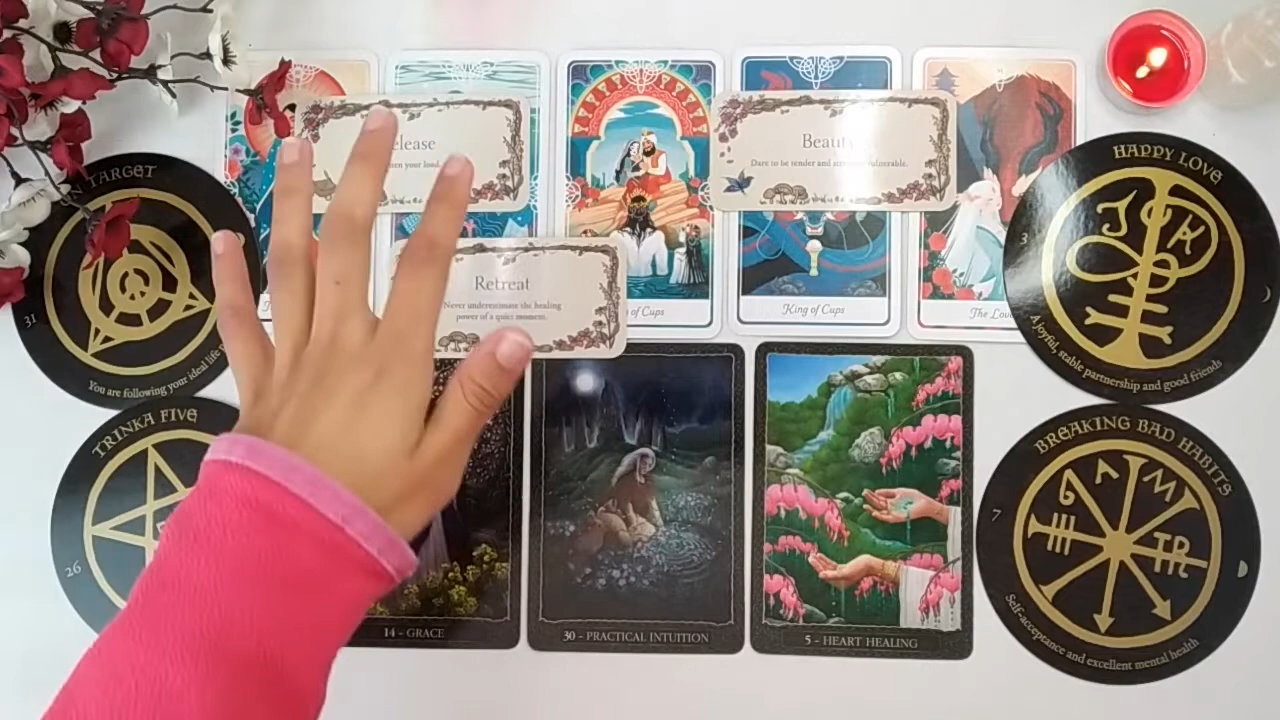 elease
ten your load.
Beauty
Dare to be tender and
vulnerable.
Retreat
Never underestimate the healing
power of a quiet moment.
of Cups
King of Cups
The Lov
N TARGET
31
You are following your ideal life p
TRINKA FIVE
26
HAPPY LOVE
3
J K
A joyful, stable partnership and good friends
BREAKING BAD HABITS
7
Self-acceptance and excellent mental health
14 - GRACE
30 - PRACTICAL INTUITION
5 - HEART HEALING